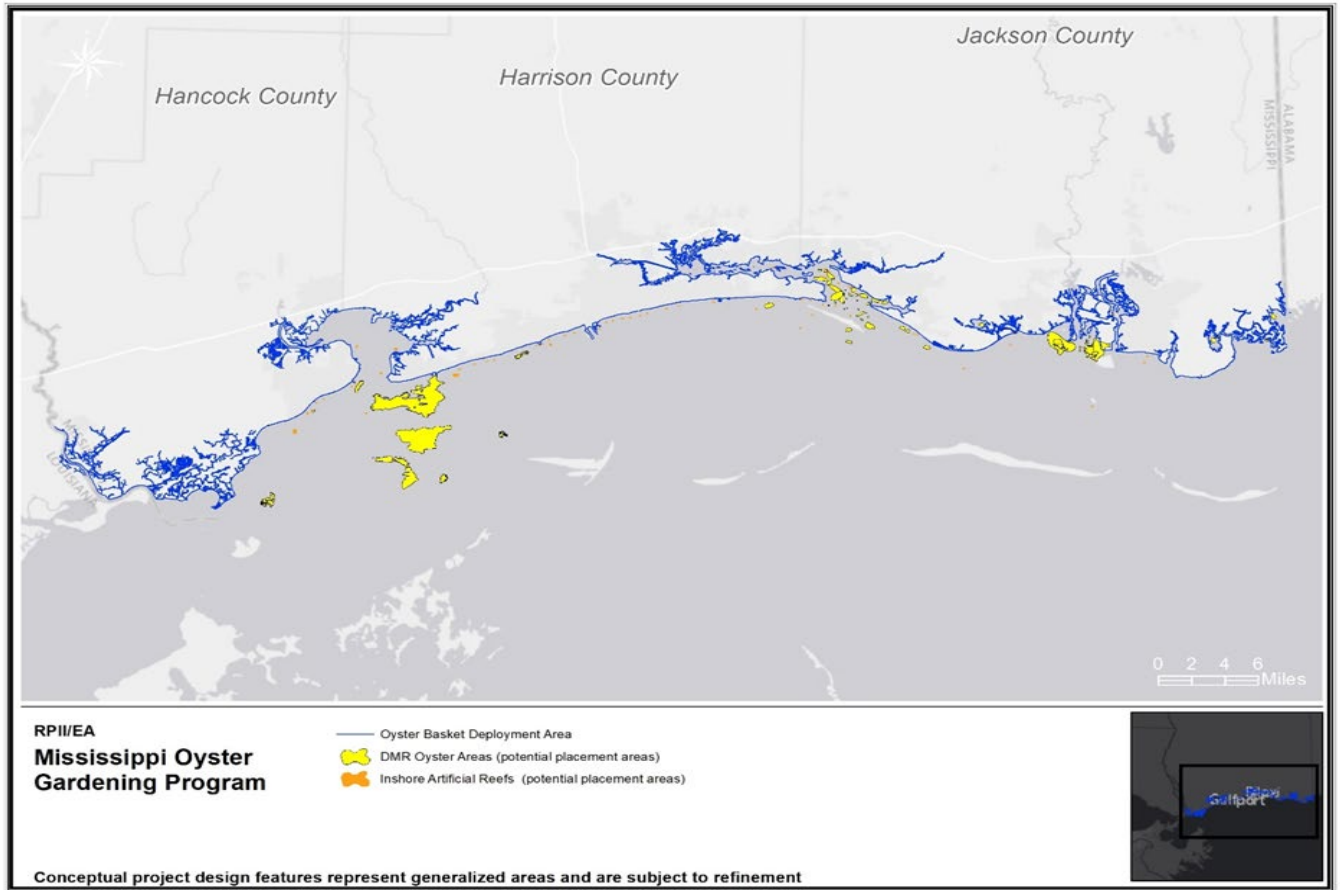 Jackson County
Harrison County
Hancock County
ALABAMA
MISSISSIPPI
LOUISIANA
0 2 4 6
Miles
RPII/EA
Mississippi Oyster
Gardening Program
Oyster Basket Deployment Area
DMR Oyster Areas (potential placement areas)
Inshore Artificial Reefs (potential placement areas)
Gulfport
Conceptual project design features represent generalized areas and are subject to refinement